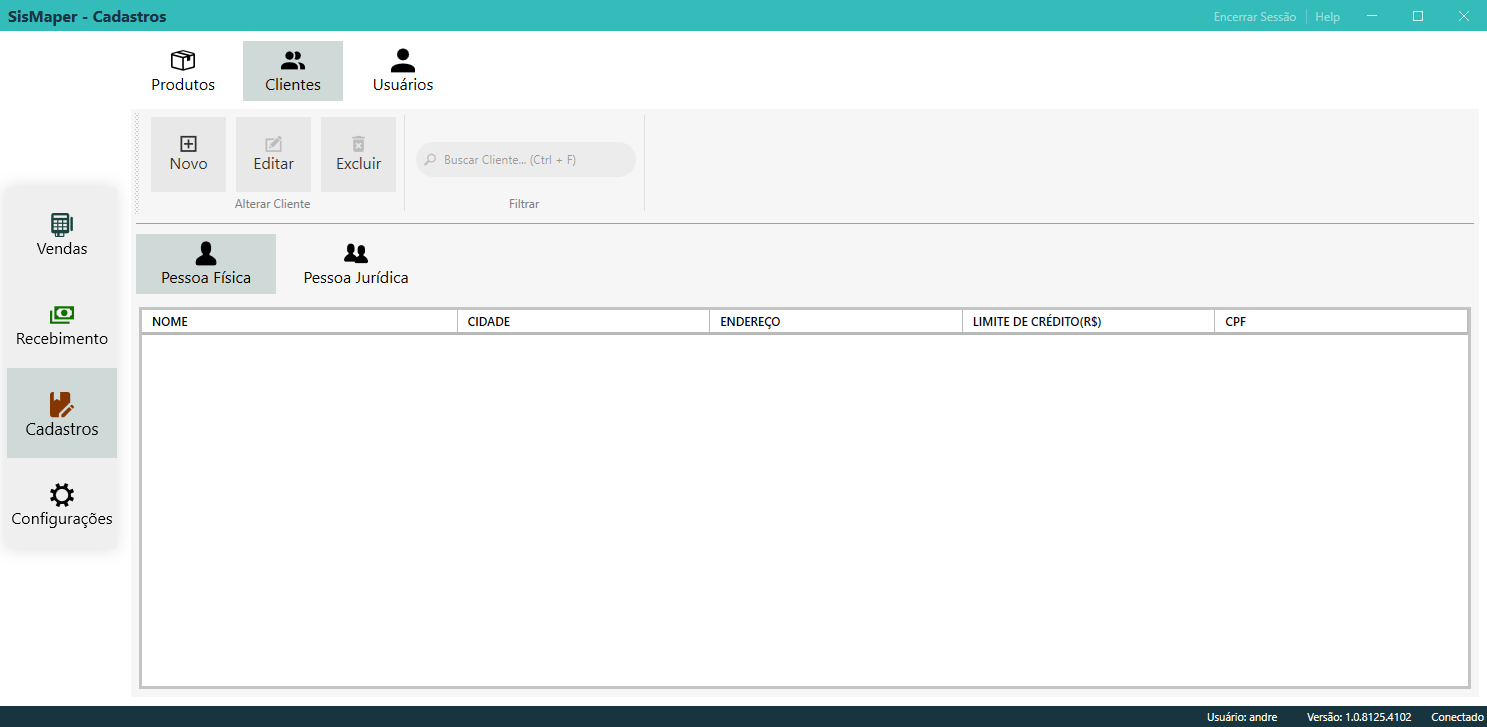 SisMaper - Cadastros
Encerrar Sessão
Help
Produtos
Clientes
Usuários
Novo
Editar
Excluir
Alterar Cliente
Buscar Cliente... (Ctrl + F)
Filtrar
Vendas
Recebimento
Cadastros
Configurações
Pessoa Física
Pessoa Jurídica
NOME
CIDADE
ENDEREÇO
LIMITE DE CRÉDITO(R$)
CPF
Usuário: andre
Versão: 1.0.8125.4102
Conectado